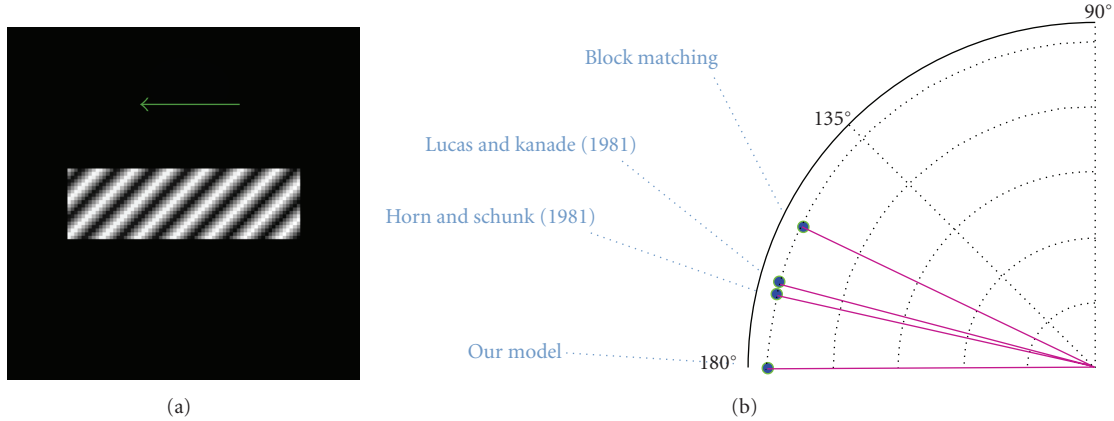 90°
Block matching
135°
Lucas and kanade (1981)
Horn and schunk (1981)
Our model
180°
(a)
(b)